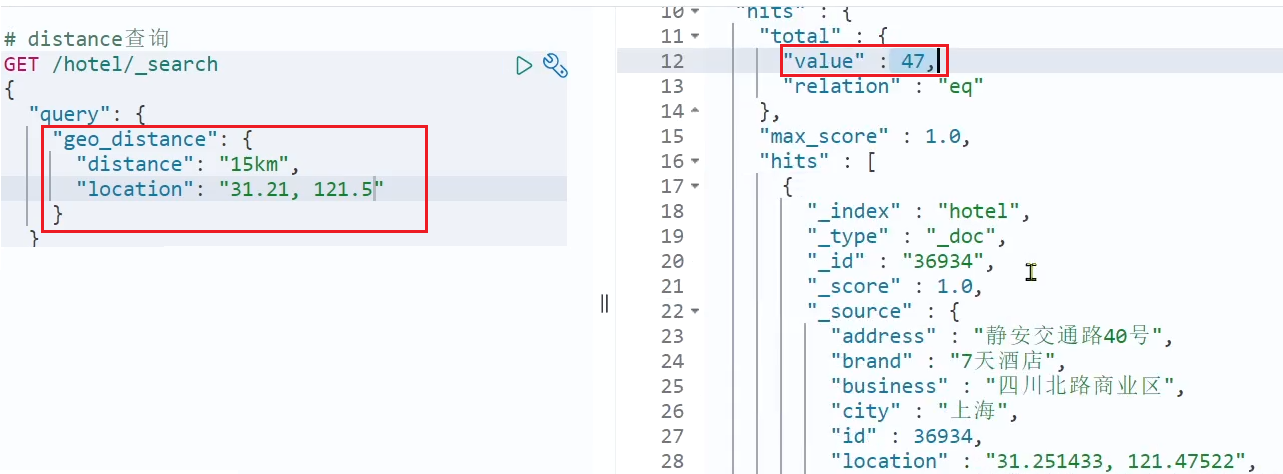 # distance查询
GET /hotel/_search
{
  "query": {
    "geo_distance": {
      "distance": "15km",
      "location": "31.21, 121.5"
    }
  }
10 "hits" : {
11 "total" : {
12 "value" : 47,
13 "relation" : "eq"
14 },
15 "max_score" : 1.0,
16 "hits" : [
17 {
18 "_index" : "hotel",
19 "_type" : "_doc",
20 "_id" : "36934",
21 "_score" : 1.0,
22 "_source" : {
23 "address" : "静安交通路40号",
24 "brand" : "7天酒店",
25 "business" : "四川北路商业区",
26 "city" : "上海",
27 "id" : 36934,
28 "location" : "31.251433, 121.47522",